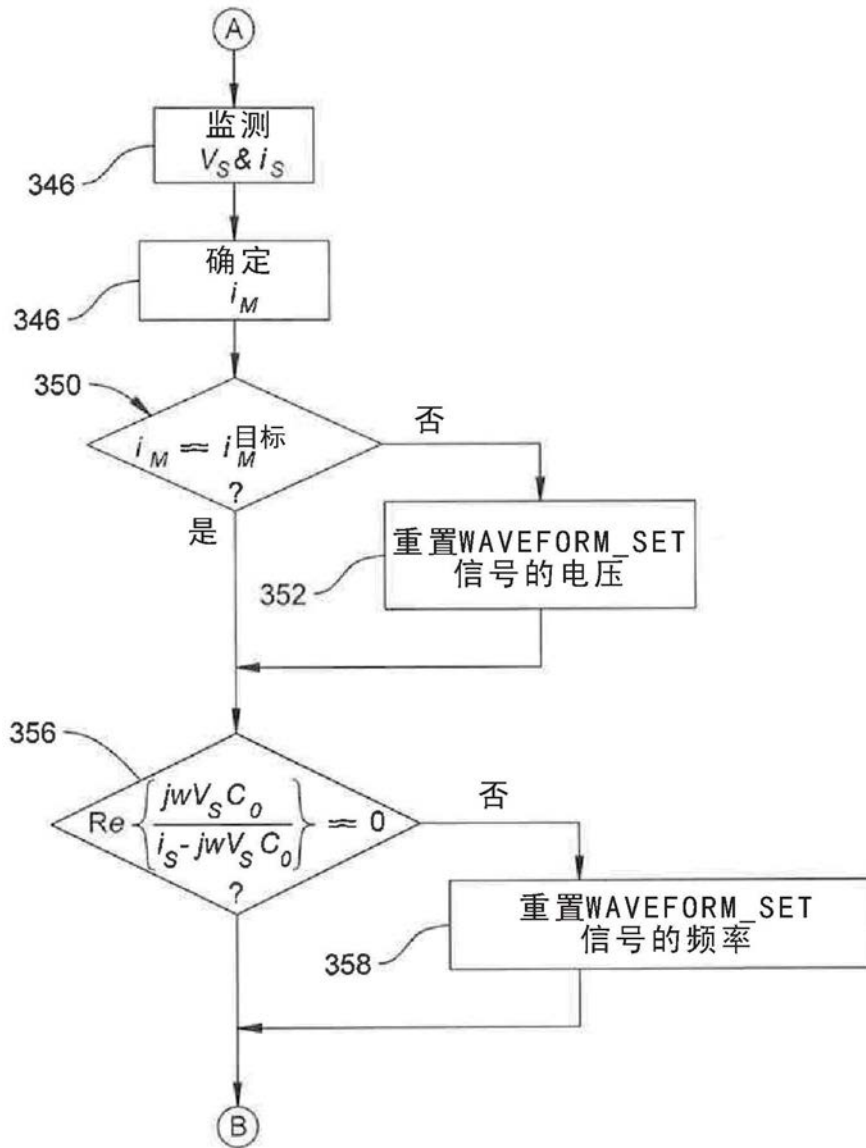 A
监测
V_S & i_S
346
确定
i_M
346
350
i_M ≈ i_M^目标
?
否
是
重置WAVEFORM_SET
信号的电压
352
356
Re{jwV_S C_0 / i_S - jwV_S C_0} ≈ 0
?
否
重置WAVEFORM_SET
信号的频率
358
B